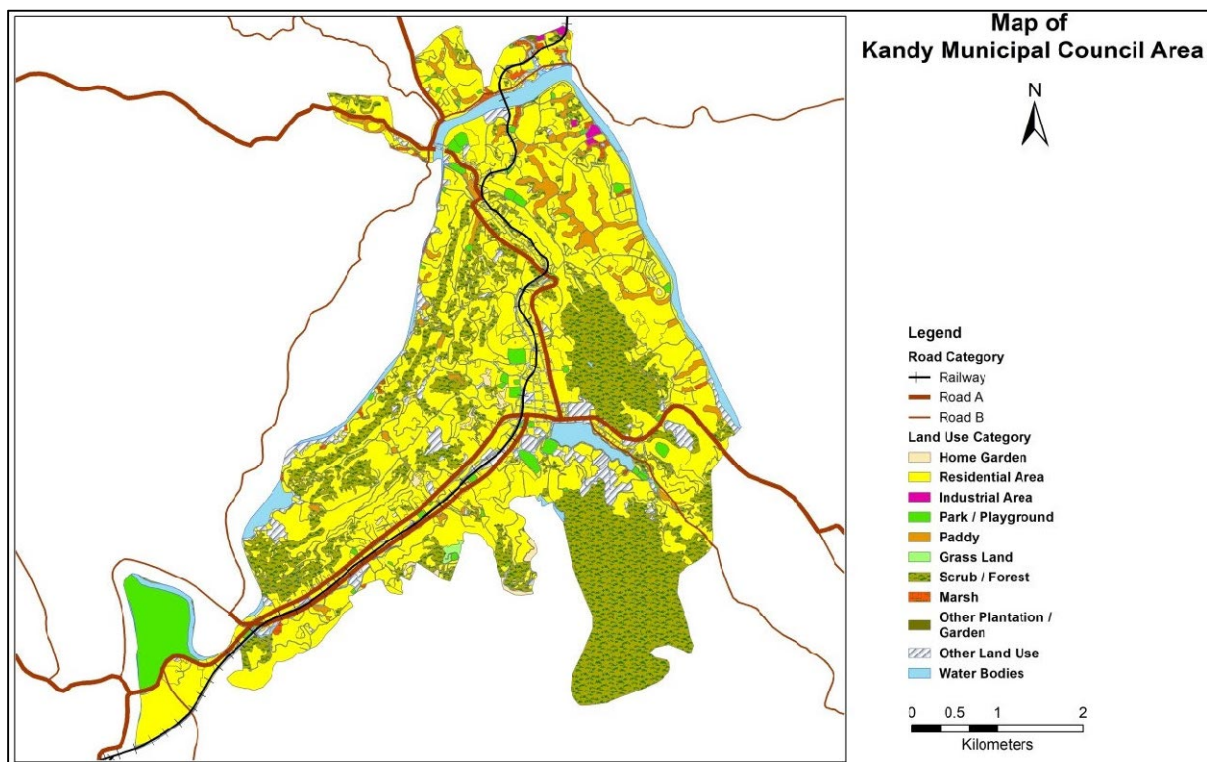 Map of
Kandy Municipal Council Area
N
Legend
Road Category
Railway
Road A
Road B
Land Use Category
Home Garden
Residential Area
Industrial Area
Park / Playground
Paddy
Grass Land
Scrub / Forest
Marsh
Other Plantation /
Garden
Other Land Use
Water Bodies
0 0.5 1 2
Kilometers